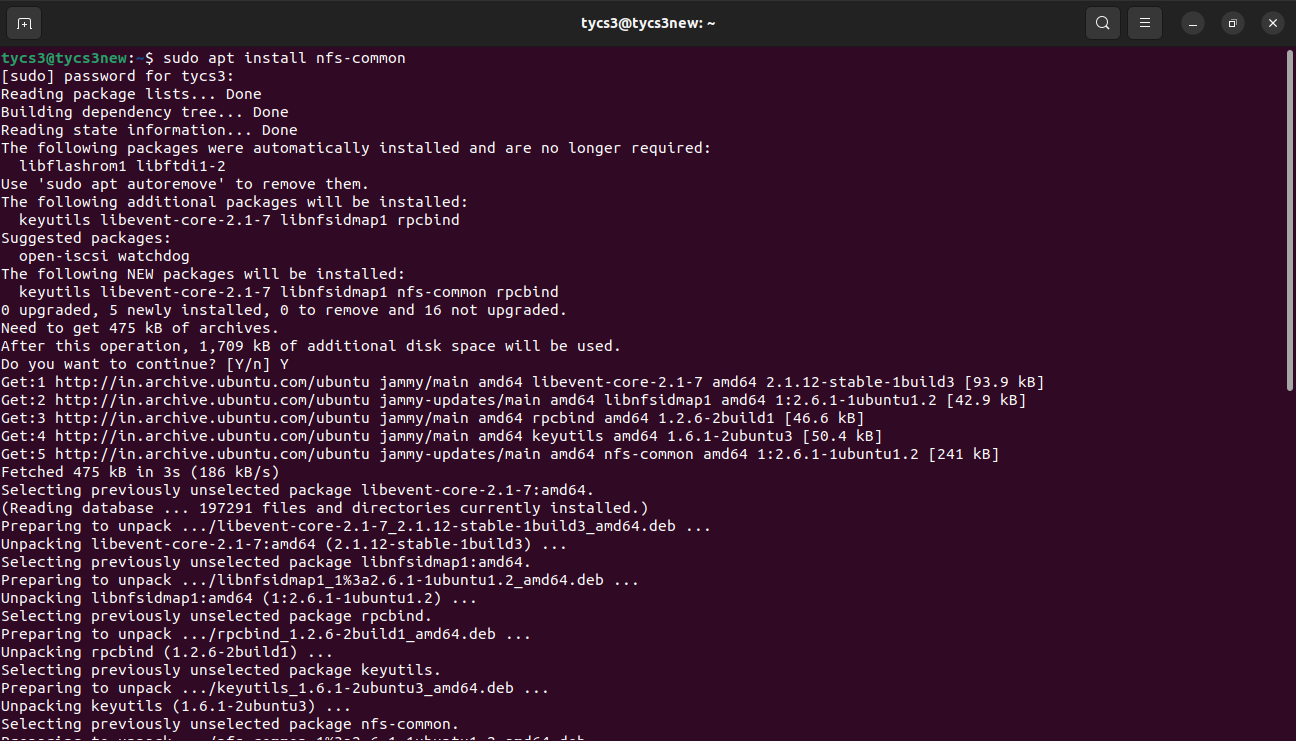 tycs3@tycs3new: ~
tycs3@tycs3new:~$ sudo apt install nfs-common
[sudo] password for tycs3:
Reading package lists... Done
Building dependency tree... Done
Reading state information... Done
The following packages were automatically installed and are no longer required:
  libflashrom1 libftdi1-2
Use 'sudo apt autoremove' to remove them.
The following additional packages will be installed:
  keyutils libevent-core-2.1-7 libnfsidmap1 rpcbind
Suggested packages:
  open-iscsi watchdog
The following NEW packages will be installed:
  keyutils libevent-core-2.1-7 libnfsidmap1 nfs-common rpcbind
0 upgraded, 5 newly installed, 0 to remove and 16 not upgraded.
Need to get 475 kB of archives.
After this operation, 1,709 kB of additional disk space will be used.
Do you want to continue? [Y/n] Y
Get:1 http://in.archive.ubuntu.com/ubuntu jammy/main amd64 libevent-core-2.1-7 amd64 2.1.12-stable-1build3 [93.9 kB]
Get:2 http://in.archive.ubuntu.com/ubuntu jammy-updates/main amd64 libnfsidmap1 amd64 1:2.6.1-1ubuntu1.2 [42.9 kB]
Get:3 http://in.archive.ubuntu.com/ubuntu jammy/main amd64 rpcbind amd64 1.2.6-2build1 [46.6 kB]
Get:4 http://in.archive.ubuntu.com/ubuntu jammy/main amd64 keyutils amd64 1.6.1-2ubuntu3 [50.4 kB]
Get:5 http://in.archive.ubuntu.com/ubuntu jammy-updates/main amd64 nfs-common amd64 1:2.6.1-1ubuntu1.2 [241 kB]
Fetched 475 kB in 3s (186 kB/s)
Selecting previously unselected package libevent-core-2.1-7:amd64.
(Reading database ... 197291 files and directories currently installed.)
Preparing to unpack .../libevent-core-2.1-7_2.1.12-stable-1build3_amd64.deb ...
Unpacking libevent-core-2.1-7:amd64 (2.1.12-stable-1build3) ...
Selecting previously unselected package libnfsidmap1:amd64.
Preparing to unpack .../libnfsidmap1_1%3a2.6.1-1ubuntu1.2_amd64.deb ...
Unpacking libnfsidmap1:amd64 (1:2.6.1-1ubuntu1.2) ...
Selecting previously unselected package rpcbind.
Preparing to unpack .../rpcbind_1.2.6-2build1_amd64.deb ...
Unpacking rpcbind (1.2.6-2build1) ...
Selecting previously unselected package keyutils.
Preparing to unpack .../keyutils_1.6.1-2ubuntu3_amd64.deb ...
Unpacking keyutils (1.6.1-2ubuntu3) ...
Selecting previously unselected package nfs-common.
Preparing to unpack .../nfs-common_1%3a2.6.1-1ubuntu1.2_amd64.deb ...